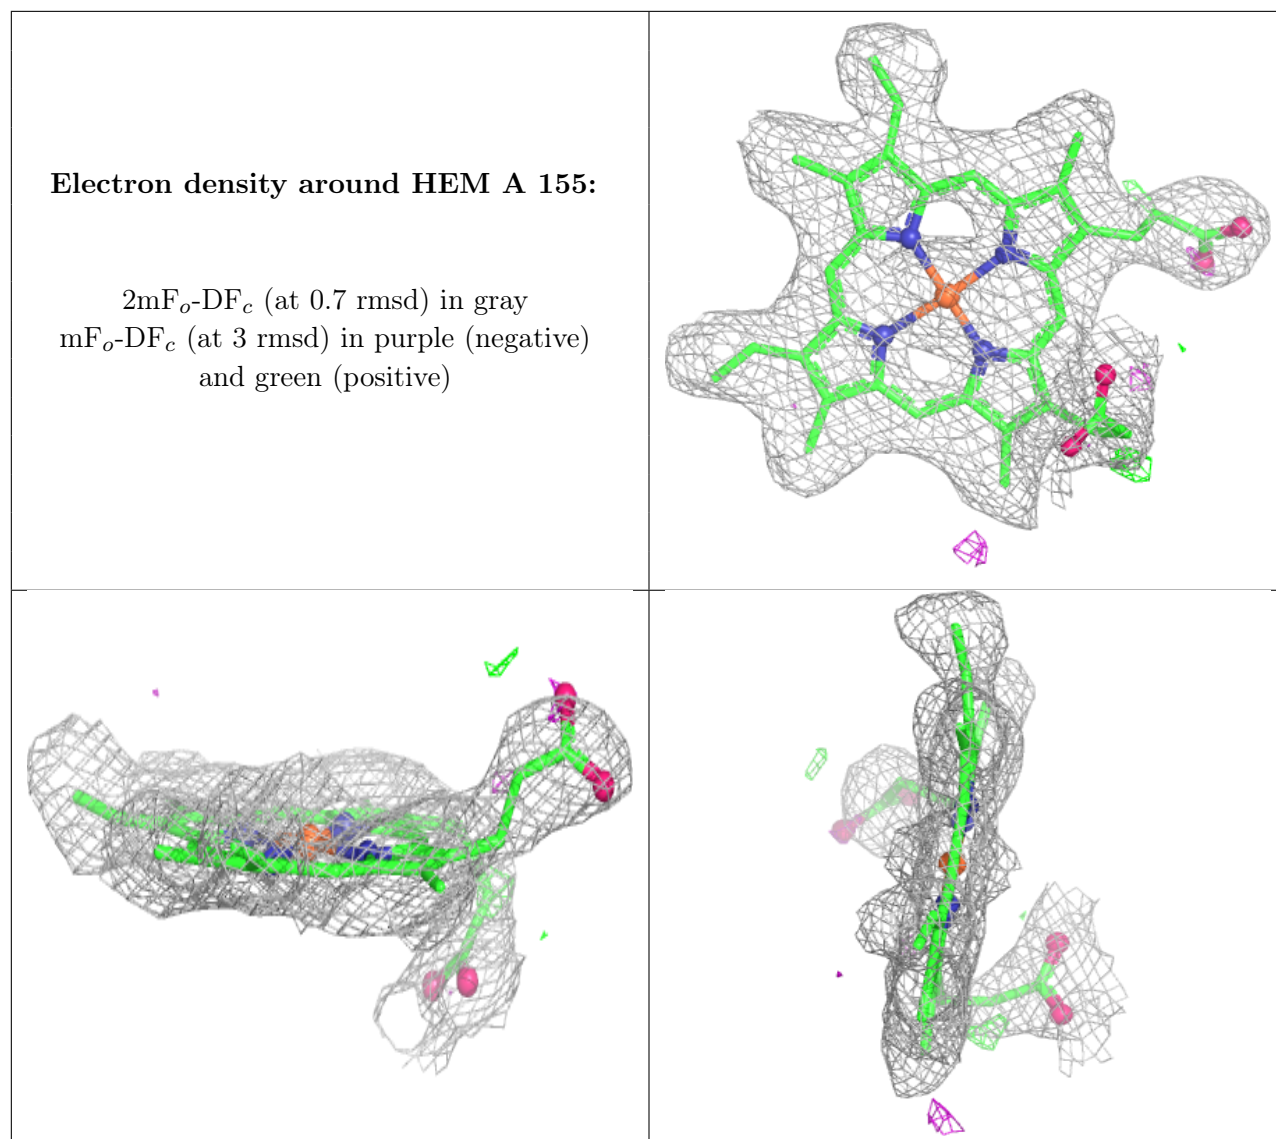 Electron density around HEM A 155:
2mFo-DFc (at 0.7 rmsd) in gray
mFo-DFc (at 3 rmsd) in purple (negative)
and green (positive)